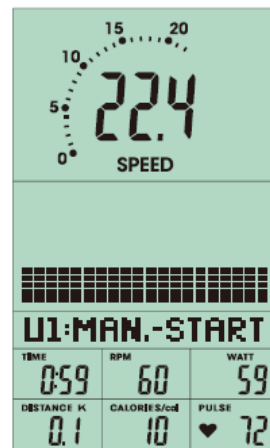 15 20
10
5
0
22.4
SPEED
U1:MAN.-START
TIME RPM WATT
0:59 60 59
DISTANCE K CALORIES/cal PULSE
0.1 10 72